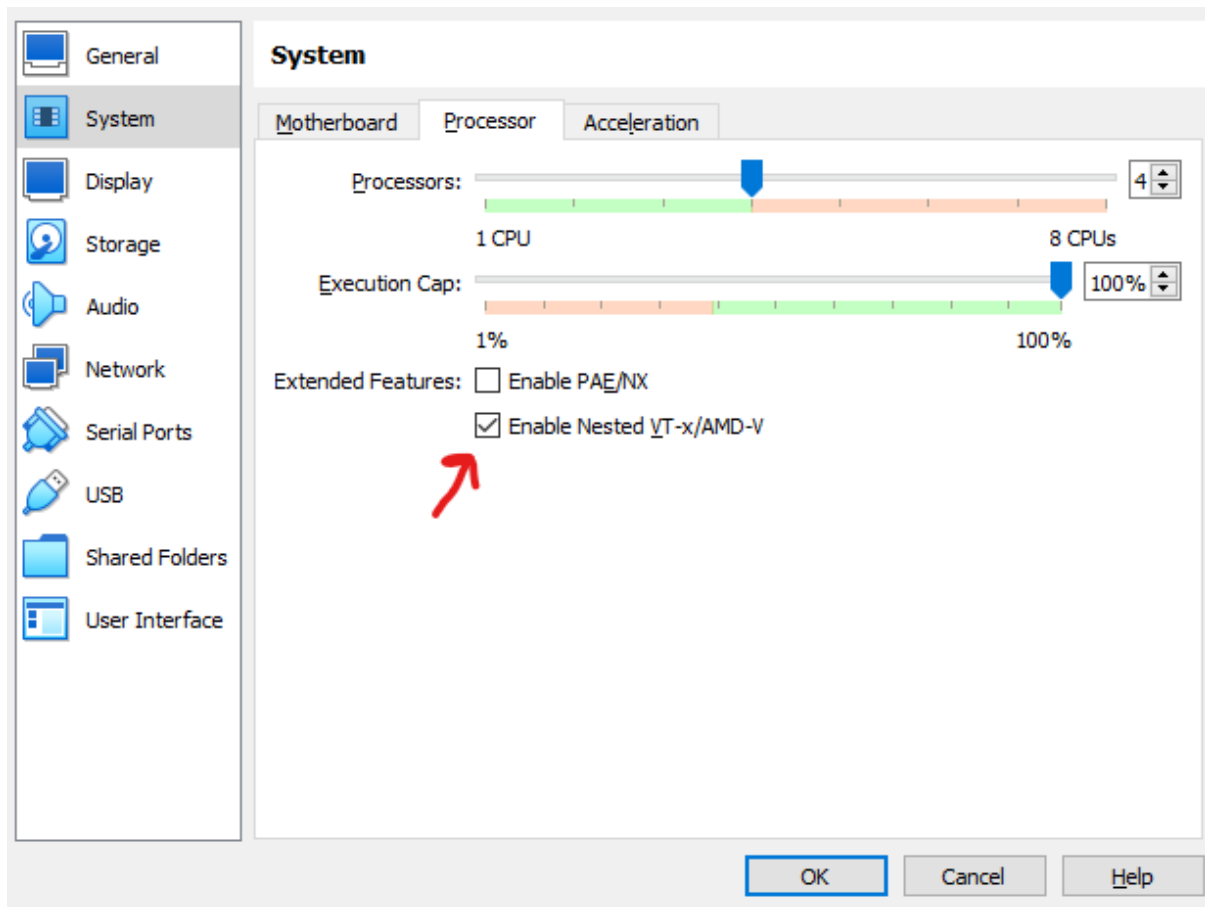 General
System
Display
Storage
Audio
Network
Serial Ports
USB
Shared Folders
User Interface
System
Motherboard Processor Acceleration
Processors: 4
1 CPU 8 CPUs
Execution Cap: 100%
1% 100%
Extended Features: Enable PAE/NX
Enable Nested VT-x/AMD-V
OK Cancel Help